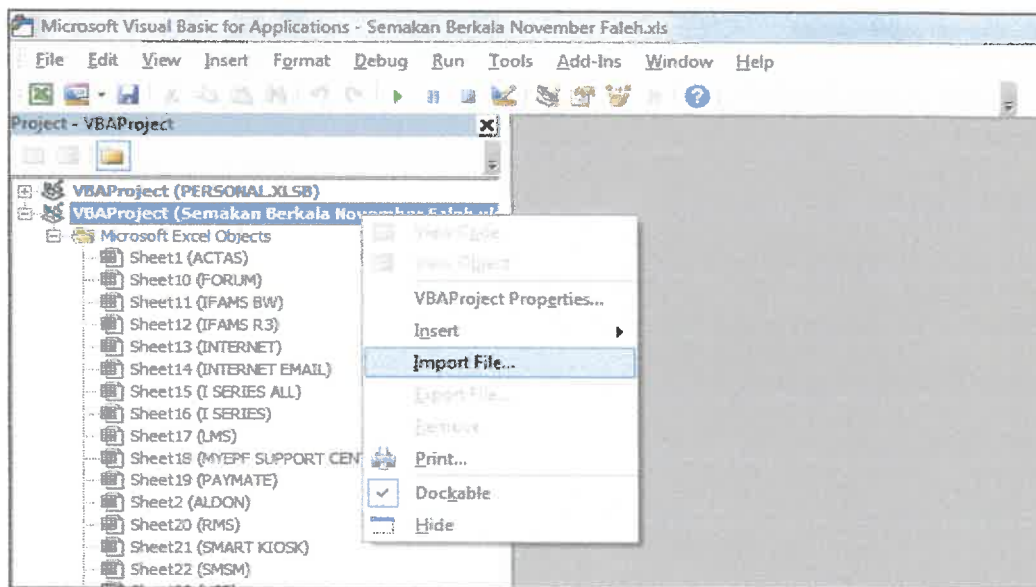 Microsoft Visual Basic for Applications - Semakan Berkala November Faleh.xls
File Edit View Insert Format Debug Run Tools Add-Ins Window Help
Project - VBAProject
VBAProject (PERSONAL.XLSB)
VBAProject (Semakan Berkala November Faleh.xls
Microsoft Excel Objects
Sheet1 (ACTAS)
Sheet10 (FORUM)
Sheet11 (IFAMS BW)
Sheet12 (IFAMS R3)
Sheet13 (INTERNET)
Sheet14 (INTERNET EMAIL)
Sheet15 (I SERIES ALL)
Sheet16 (I SERIES)
Sheet17 (LMS)
Sheet18 (MYEPF SUPPORT CEN
Sheet19 (PAYMATE)
Sheet2 (ALDON)
Sheet20 (RMS)
Sheet21 (SMART KIOSK)
Sheet22 (SMSM)
View Code
View Object
VBAProject Properties...
Insert
Import File...
Export File...
Remove
Print...
Dockable
Hide